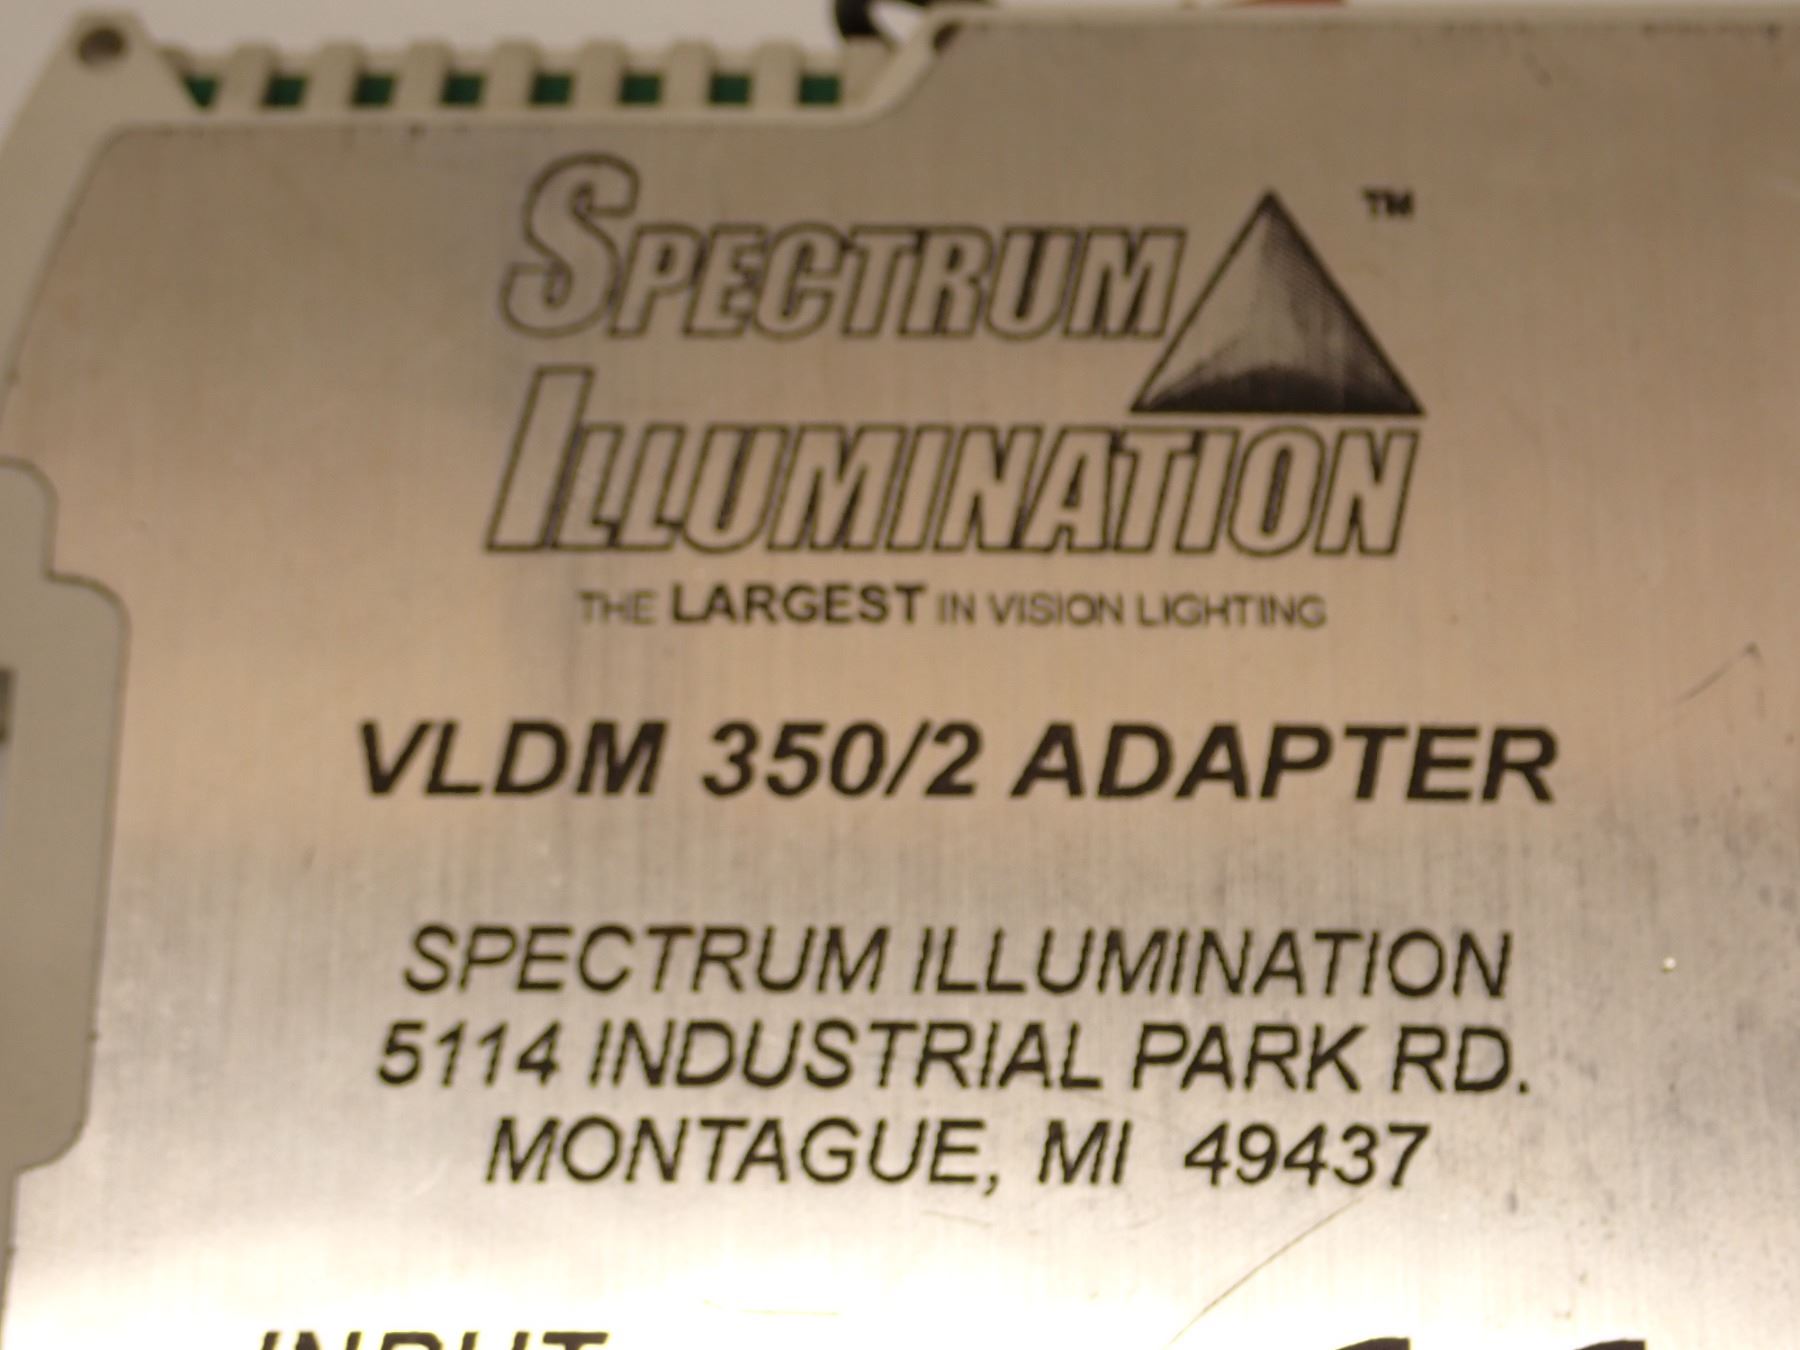 SPECTRUM ™
ILLUMINATION
THE LARGEST IN VISION LIGHTING
VLDM 350/2 ADAPTER
SPECTRUM ILLUMINATION
5114 INDUSTRIAL PARK RD.
MONTAGUE, MI 49437
INPUT